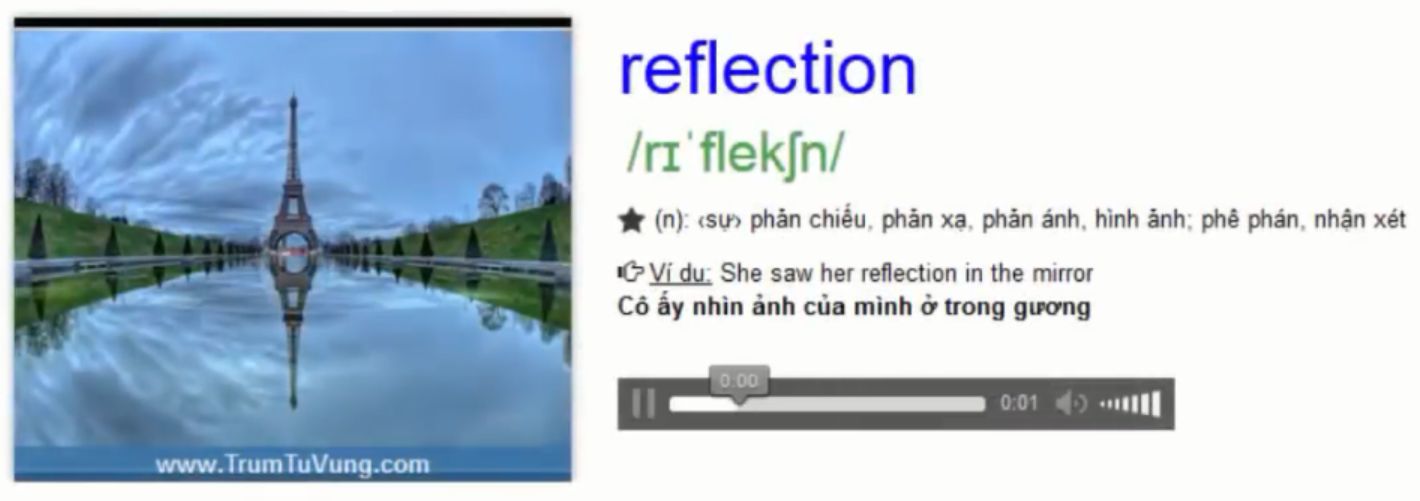 reflection
/rɪˈflekʃn/
★ (n): ‹sự› phản chiếu, phản xạ, phản ánh, hình ảnh; phê phán, nhận xét
Ví du: She saw her reflection in the mirror
Cô ấy nhìn ảnh của mình ở trong gương
0:00
0:01
www.TrumTuVung.com